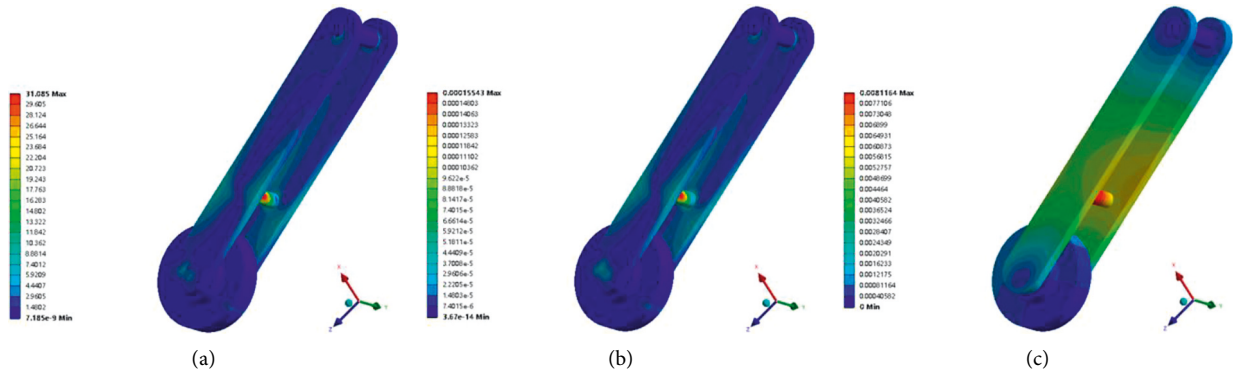 31.085 Max
29.605
28.124
26.644
25.164
23.684
22.204
20.723
19.243
17.763
16.283
14.802
13.322
11.842
10.362
8.8814
7.4012
5.9209
4.4407
2.9605
1.4802
7.185e-9 Min
X
Y
Z
(a)
0.00015543 Max
0.00014803
0.00014063
0.00013323
0.00012583
0.00011842
0.00011102
0.00010362
9.622e-5
8.8818e-5
8.1417e-5
7.4015e-5
6.6614e-5
5.9212e-5
5.1811e-5
4.4409e-5
3.7008e-5
2.9606e-5
2.2205e-5
1.4803e-5
7.4015e-6
3.67e-14 Min
X
Y
Z
(b)
0.0081164 Max
0.0077106
0.0073048
0.006899
0.0064931
0.0060873
0.0056815
0.0052757
0.0048699
0.004464
0.0040582
0.0036524
0.0032466
0.0028407
0.0024349
0.0020291
0.0016233
0.0012175
0.00081164
0.00040582
0 Min
X
Y
Z
(c)